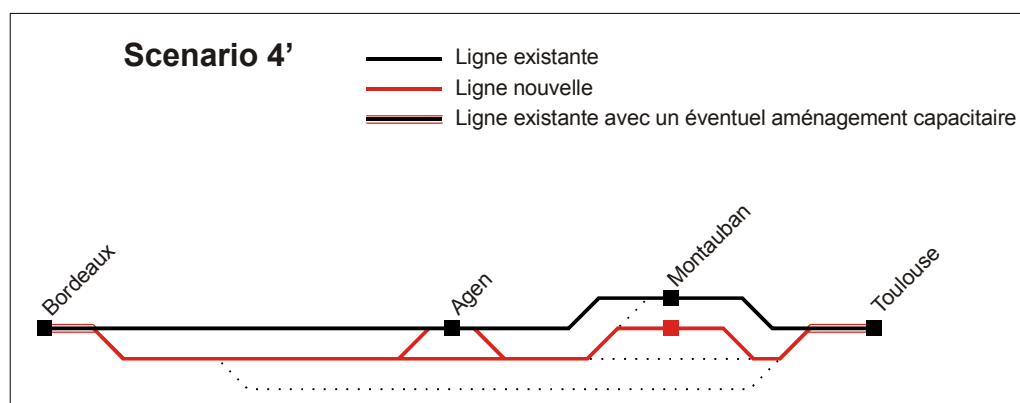 Scenario 4’
Ligne existante
Ligne nouvelle
Ligne existante avec un éventuel aménagement capacitaire
Bordeaux
Agen
Montauban
Toulouse